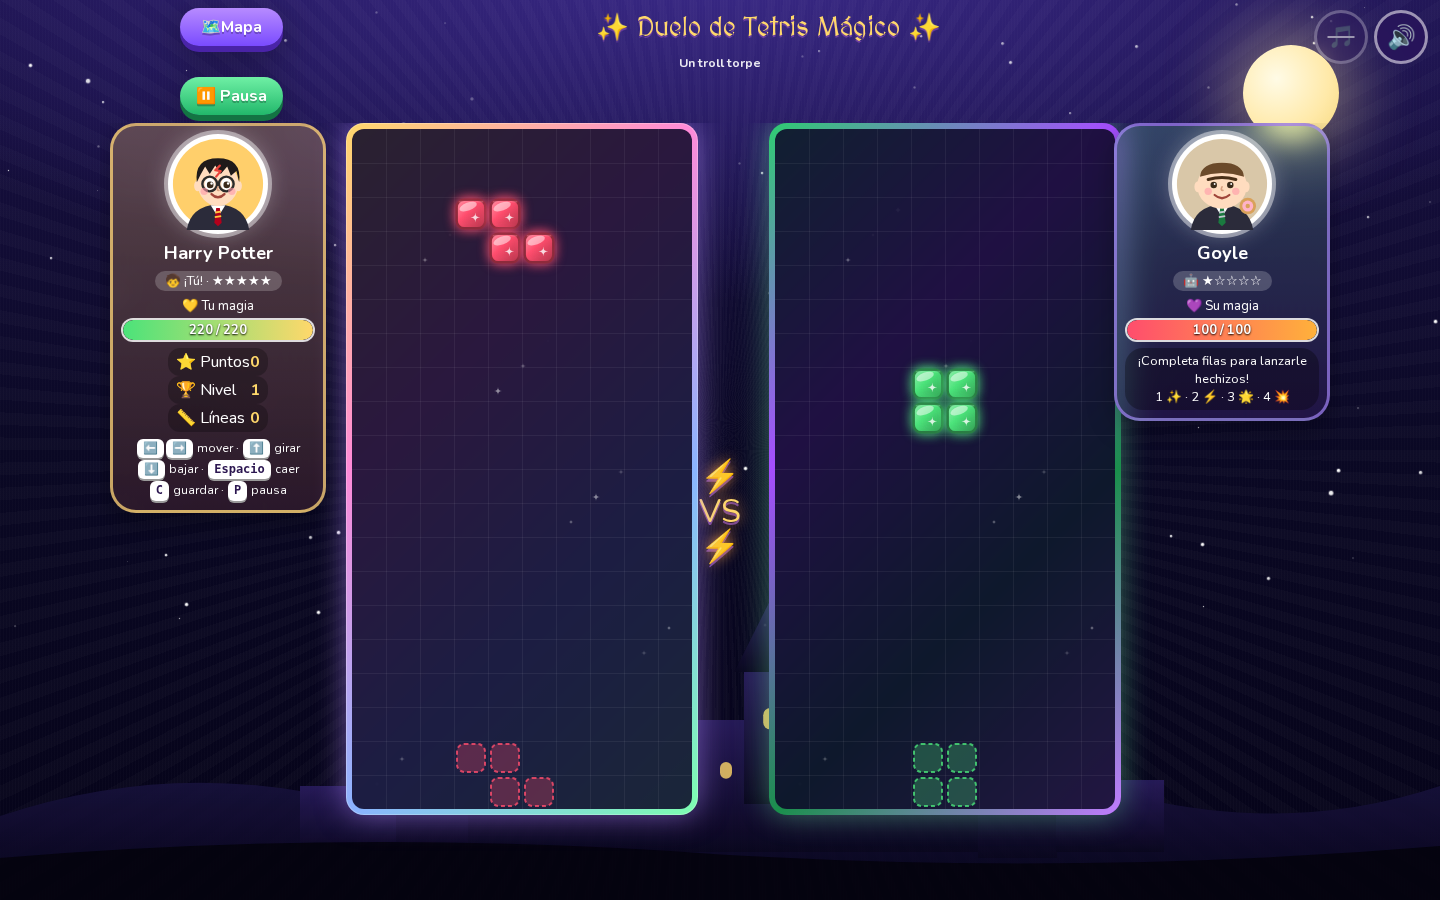 Mapa
✨ Duelo de Tetris Mágico ✨
Un troll torpe
Pausa
Harry Potter
¡Tú! · ★★★★★
Tu magia
220 / 220
Puntos 0
Nivel 1
Líneas 0
⬅️ ➡️ mover · ⬆️ girar
⬇️ bajar · Espacio caer
C guardar · P pausa
⚡
VS
⚡
Goyle
★☆☆☆☆
Su magia
100 / 100
¡Completa filas para lanzarle
hechizos!
1 ✨ · 2 ⚡ · 3 🌟 · 4 💥